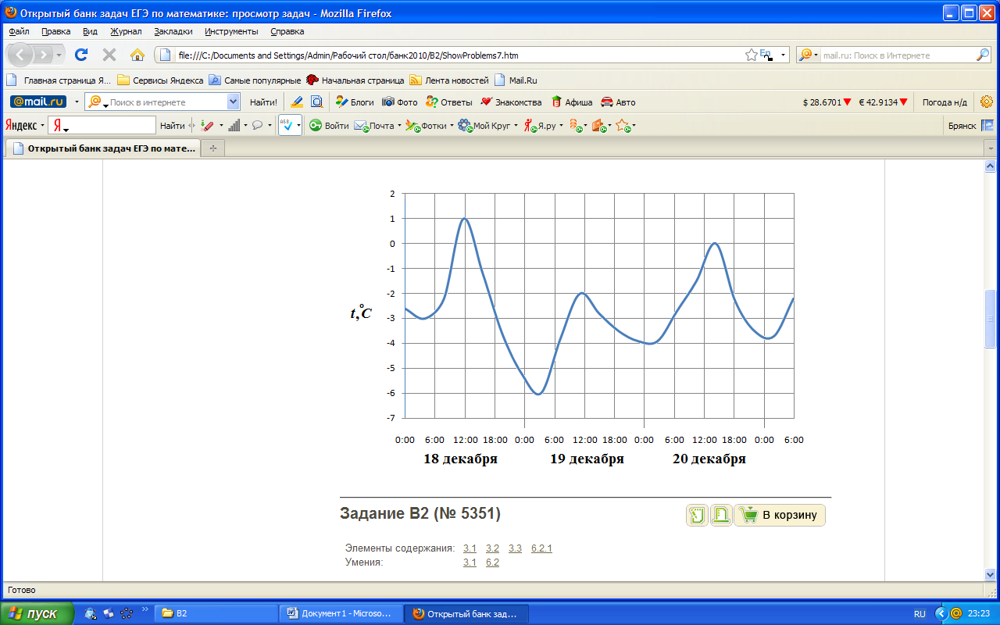 Открытый банк задач ЕГЭ по математике: просмотр задач - Mozilla Firefox
Файл Правка Вид Журнал Закладки Инструменты Справка
file:///C:/Documents and Settings/Admin/Рабочий стол/банк2010/B2/ShowProblems7.htm En mail.ru: Поиск в Интернете
Главная страница Я... Сервисы Яндекса Самые популярные Начальная страница Лента новостей Mail.Ru
@mail.ru Поиск в интернете Найти! Блоги Фото Ответы Знакомства Афиша Авто $ 28.6701 € 42.9134 Погода н/д
Яндекс Я Найти АБВ Войти Почта Фотки Мой Круг Я.ру Брянск
Открытый банк задач ЕГЭ по мате...
2
1
0
-1
-2
-3
t,°C
-4
-5
-6
-7
0:00 6:00 12:00 18:00 0:00 6:00 12:00 18:00 0:00 6:00 12:00 18:00 0:00 6:00
18 декабря 19 декабря 20 декабря
Задание B2 (№ 5351) В корзину
Элементы содержания: 3.1 3.2 3.3 6.2.1
Умения: 3.1 6.2
Готово
пуск B2 Документ1 - Microso... Открытый банк зад... RU 23:23